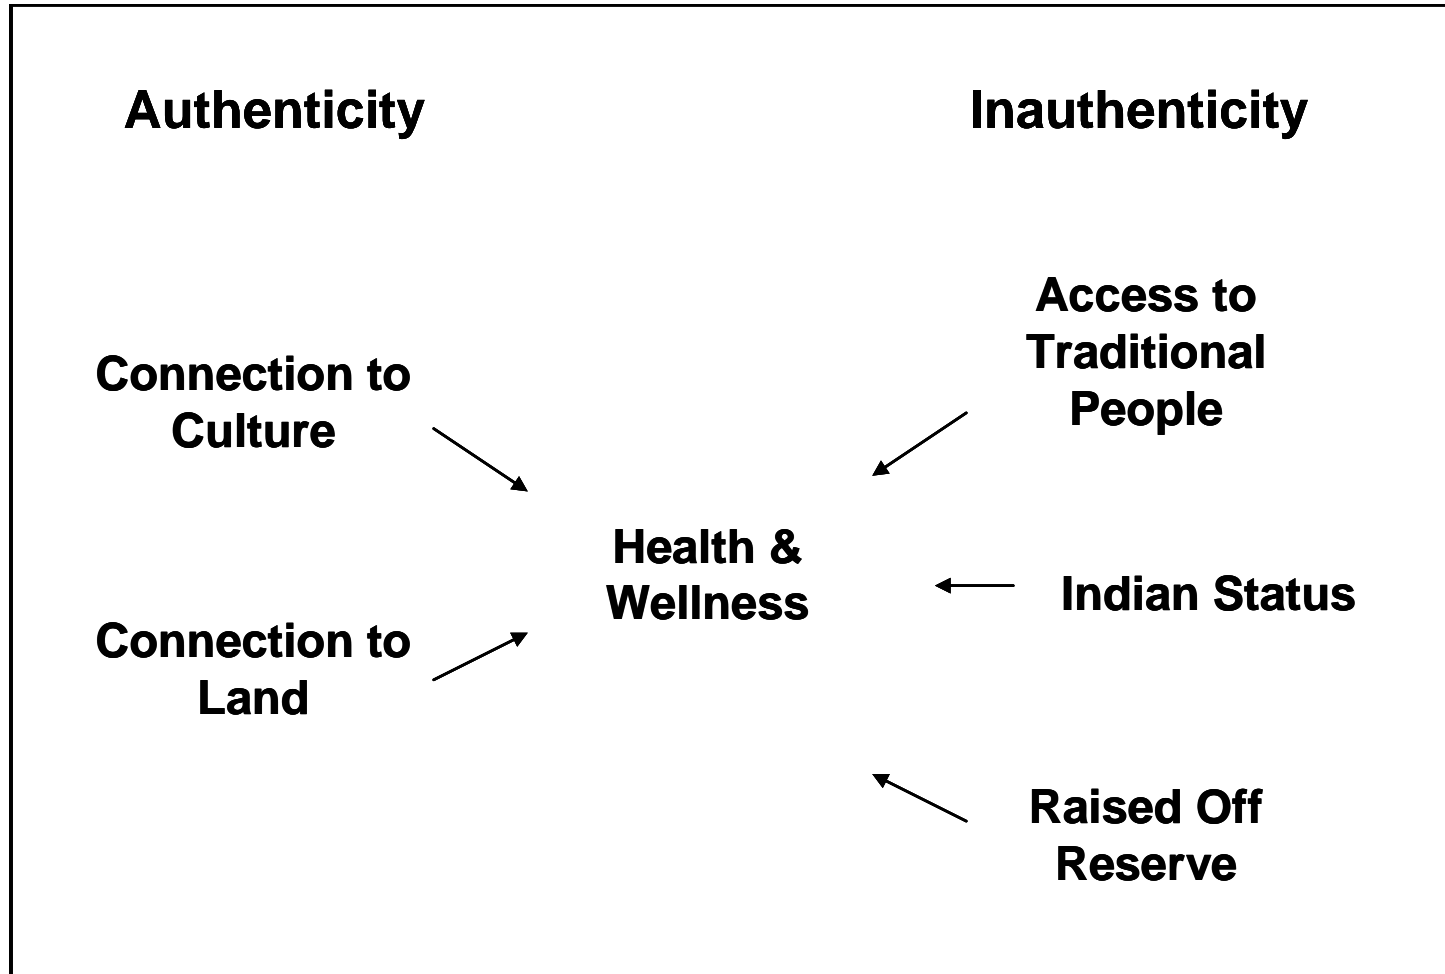 Authenticity
Inauthenticity
Connection to
Culture
Connection to
Land
Health &
Wellness
Access to
Traditional
People
Indian Status
Raised Off
Reserve